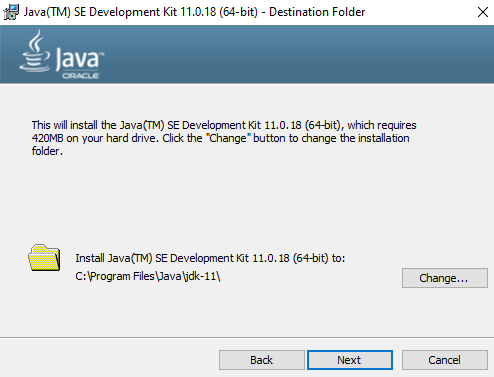 Java(TM) SE Development Kit 11.0.18 (64-bit) - Destination Folder
Java™
ORACLE
This will install the Java(TM) SE Development Kit 11.0.18 (64-bit), which requires
420MB on your hard drive. Click the "Change" button to change the installation
folder.
Install Java(TM) SE Development Kit 11.0.18 (64-bit) to:
C:\Program Files\Java\jdk-11\
Change...
Back
Next
Cancel